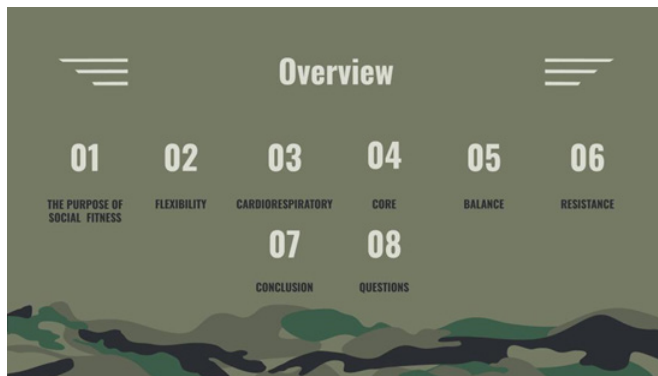 Overview
01
THE PURPOSE OF
SOCIAL FITNESS
02
FLEXIBILITY
03
CARDIORESPIRATORY
04
CORE
05
BALANCE
06
RESISTANCE
07
CONCLUSION
08
QUESTIONS